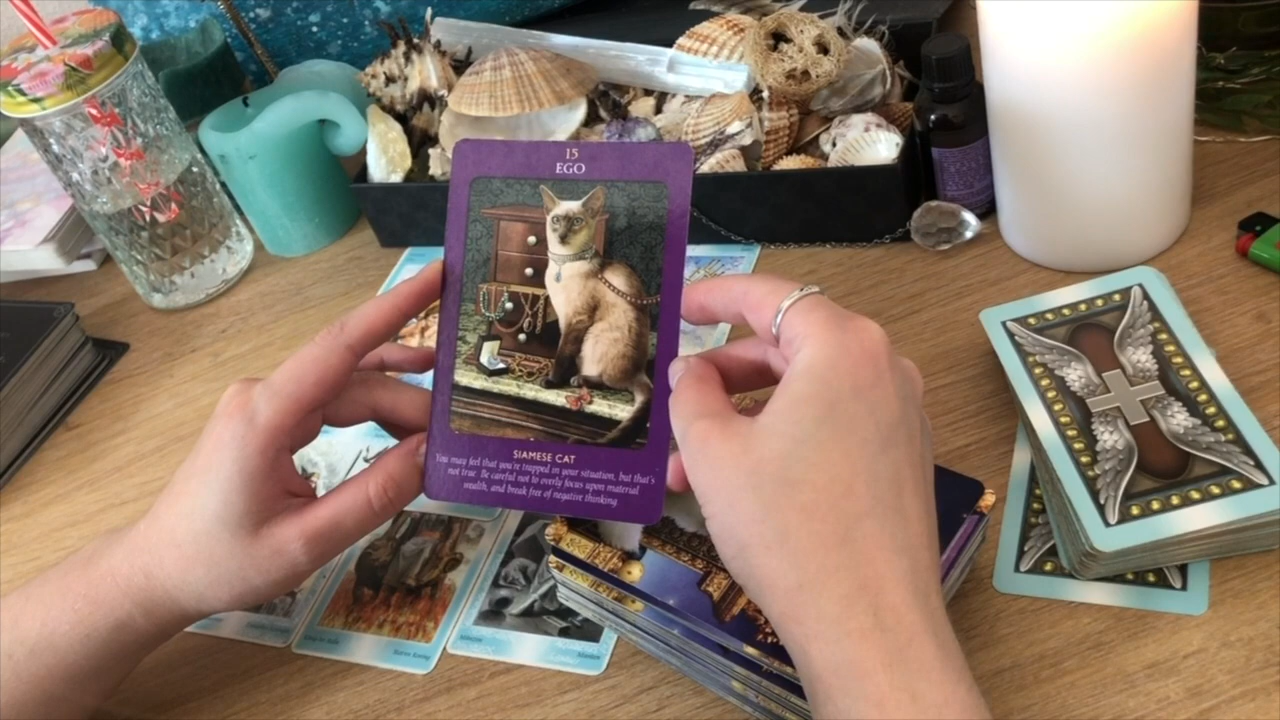 15
EGO
SIAMESE CAT
You may feel that you're trapped in your situation, but that's
not true. Be careful not to overly focus upon material
wealth, and break free of negative thinking.